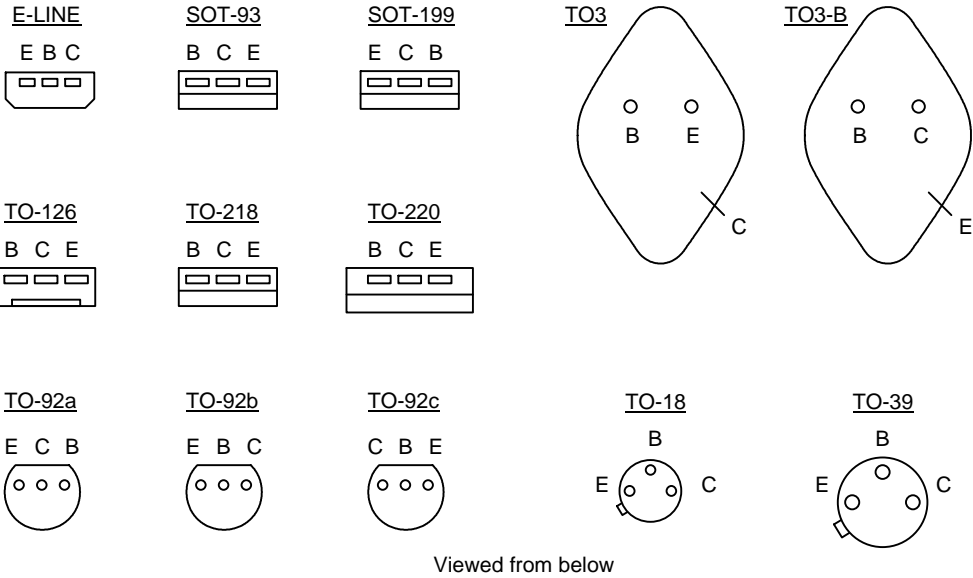 E-LINE SOT-93 SOT-199 TO3 TO3-B
E B C B C E E C B
B E B C
C E
TO-126 TO-218 TO-220
B C E B C E B C E
TO-92a TO-92b TO-92c TO-18 TO-39
E C B E B C C B E
B B
E C E C
Viewed from below